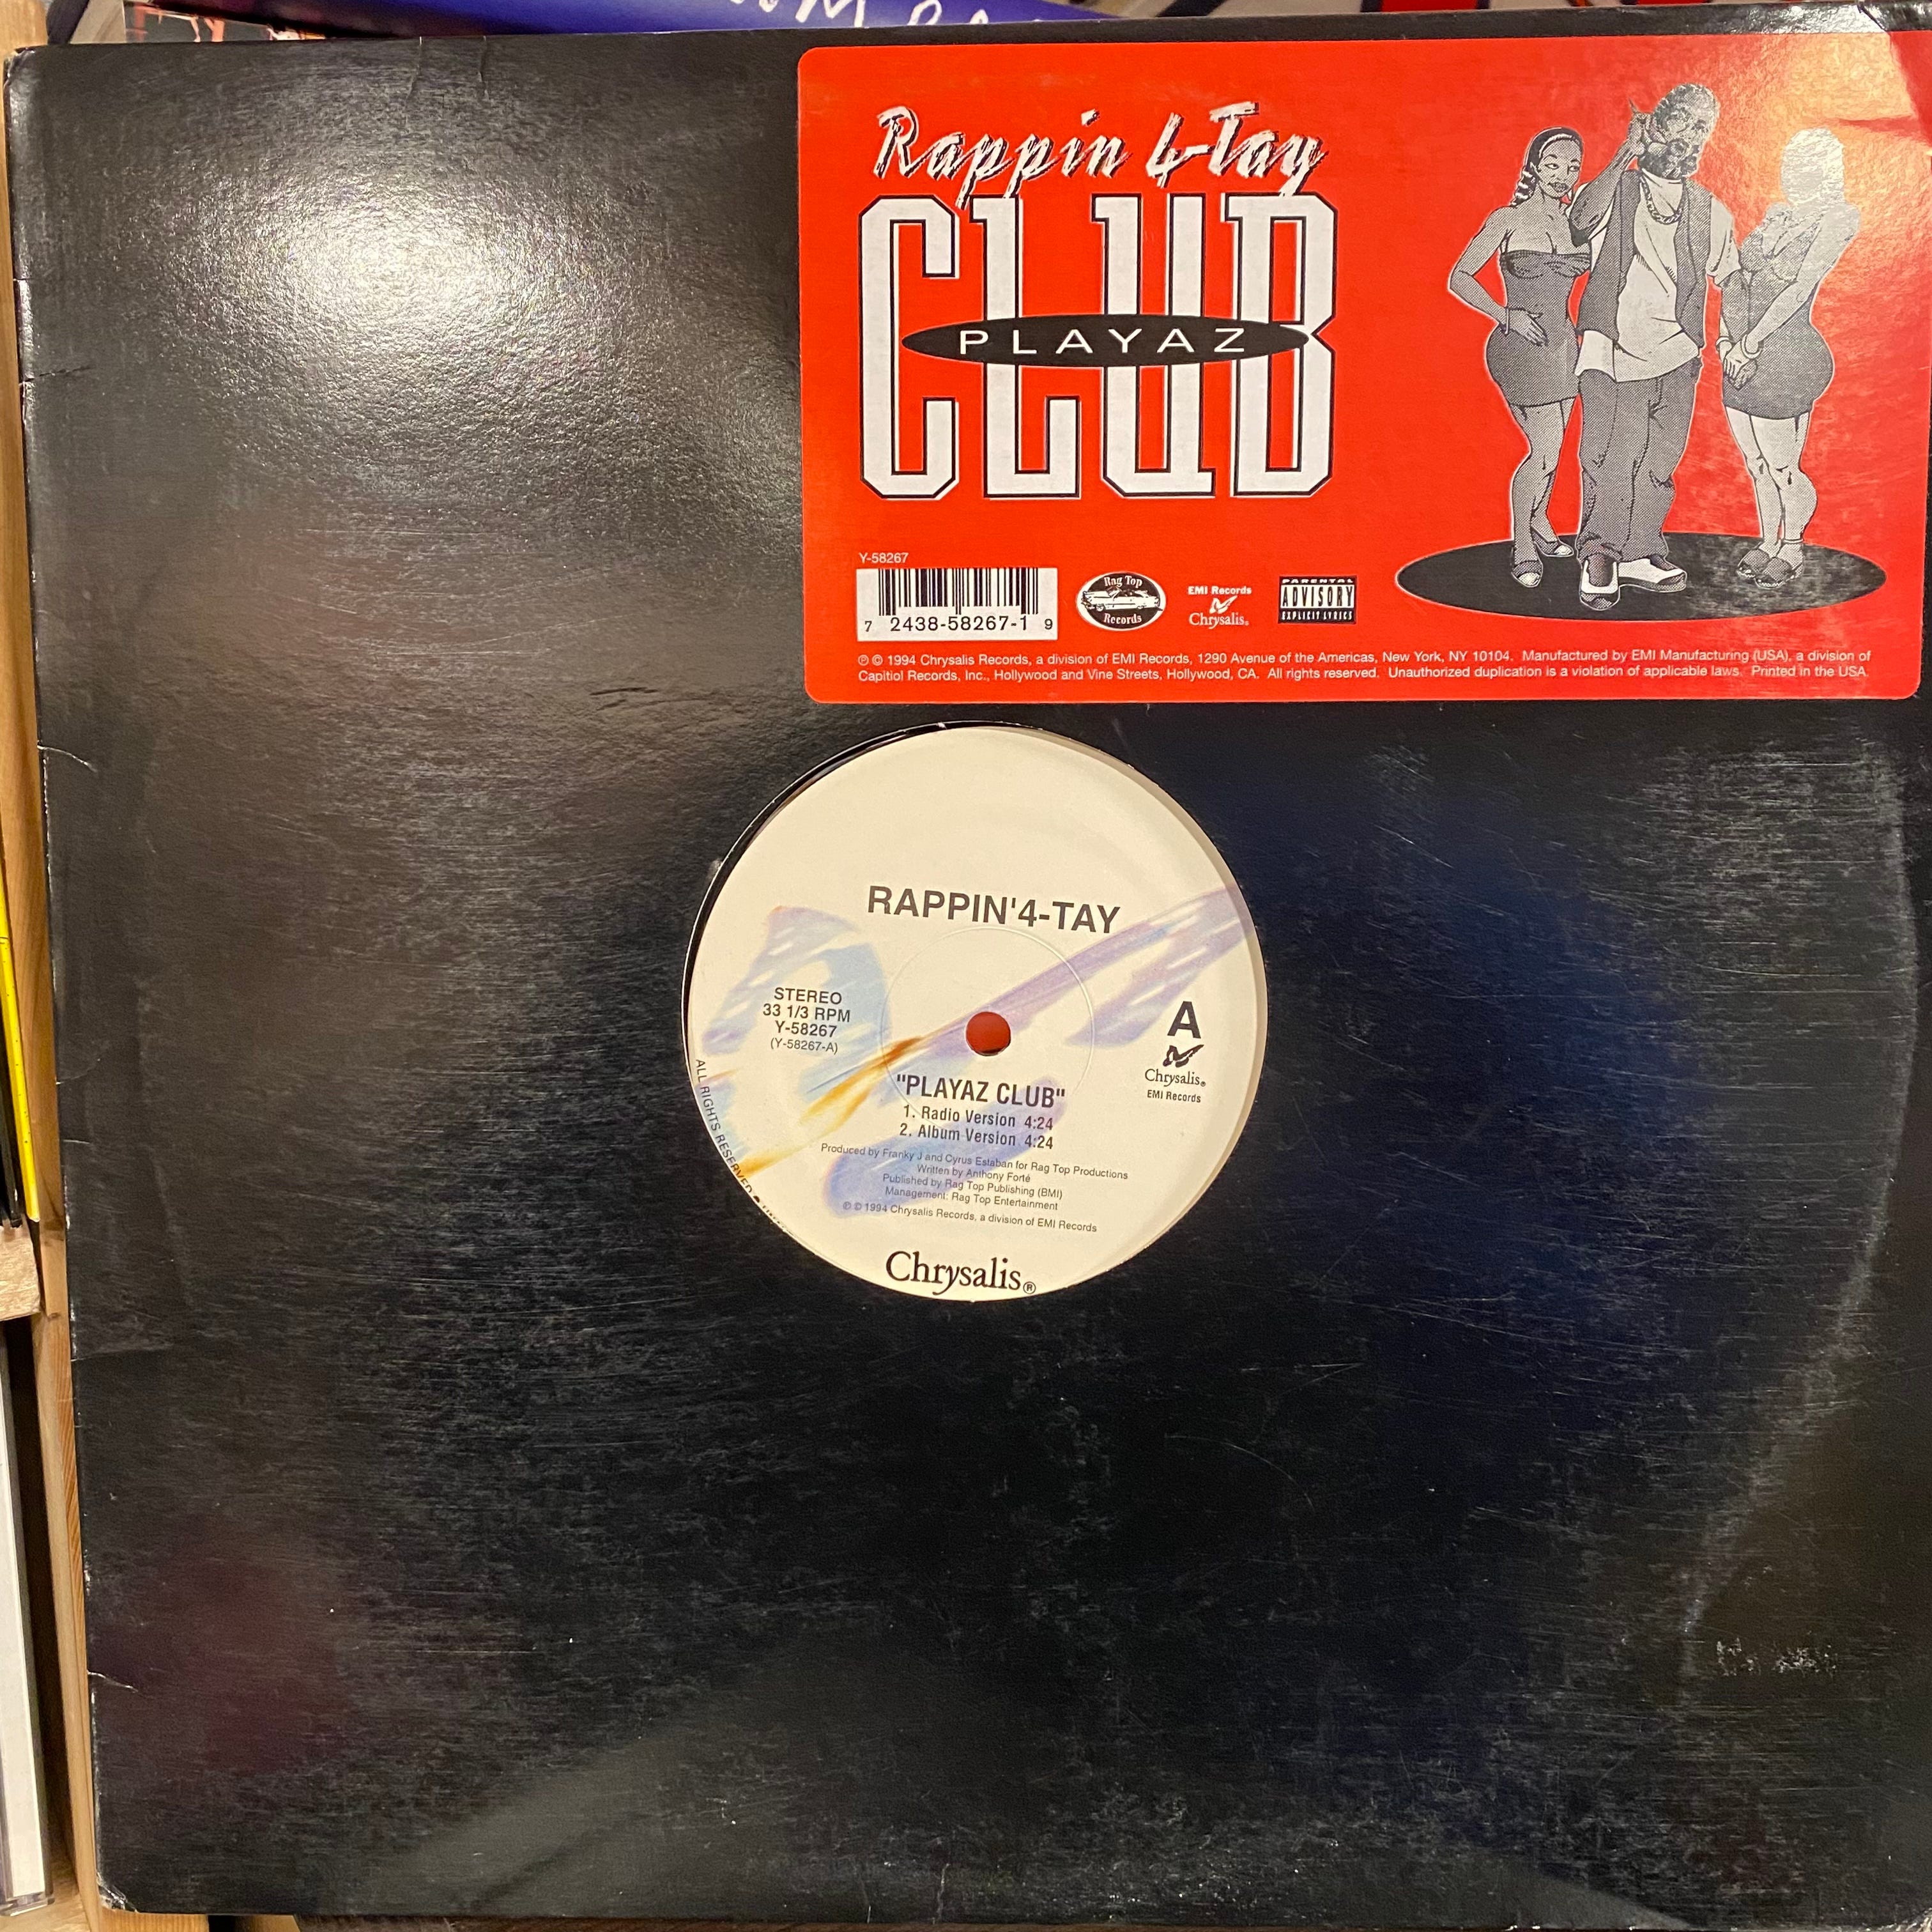 Rappin 4-Tay
CLUB
PLAYAZ
Y-58267
7 2438-58267-1 9
Rag Top
Records
EMI Records
Chrysalis®
PARENTAL
ADVISORY
EXPLICIT LYRICS
℗ © 1994 Chrysalis Records, a division of EMI Records, 1290 Avenue of the Americas, New York, NY 10104. Manufactured by EMI Manufacturing (USA), a division of
Capitiol Records, Inc., Hollywood and Vine Streets, Hollywood, CA. All rights reserved. Unauthorized duplication is a violation of applicable laws. Printed in the USA
RAPPIN'4-TAY
STEREO
33 1/3 RPM
Y-58267
(Y-58267-A)
A
Chrysalis®
EMI Records
"PLAYAZ CLUB"
1. Radio Version 4:24
2. Album Version 4:24
Produced by Franky J and Cyrus Estaban for Rag Top Productions
Written by Anthony Forté
Published by Rag Top Publishing (BMI)
Management: Rag Top Entertainment
℗ © 1994 Chrysalis Records, a division of EMI Records
ALL RIGHTS RESERVED
Chrysalis®